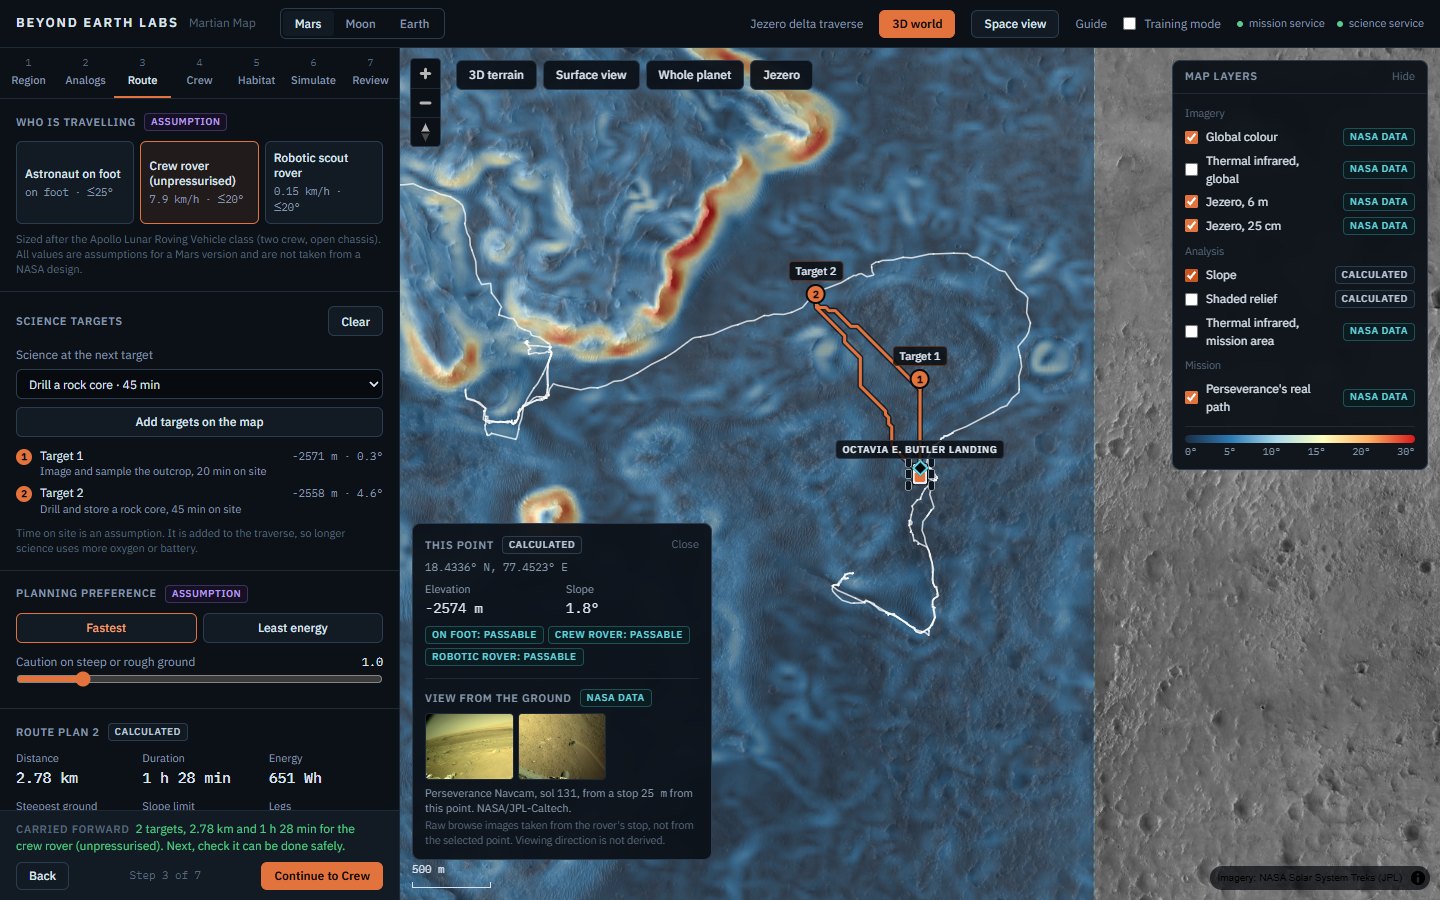 BEYOND EARTH LABS Martian Map Mars Moon Earth Jezero delta traverse 3D world Space view Guide Training mode mission service science service
1 2 3 4 5 6 7
Region Analogs Route Crew Habitat Simulate Review
WHO IS TRAVELLING ASSUMPTION
Astronaut on foot
on foot · ≤25°
Crew rover
(unpressurised)
7.9 km/h · ≤20°
Robotic scout
rover
0.15 km/h ·
≤20°
Sized after the Apollo Lunar Roving Vehicle class (two crew, open chassis).
All values are assumptions for a Mars version and are not taken from a
NASA design.
SCIENCE TARGETS Clear
Science at the next target
Drill a rock core · 45 min
Add targets on the map
1 Target 1 -2571 m · 0.3°
Image and sample the outcrop, 20 min on site
2 Target 2 -2558 m · 4.6°
Drill and store a rock core, 45 min on site
Time on site is an assumption. It is added to the traverse, so longer
science uses more oxygen or battery.
PLANNING PREFERENCE ASSUMPTION
Fastest Least energy
Caution on steep or rough ground 1.0
ROUTE PLAN 2 CALCULATED
Distance Duration Energy
2.78 km 1 h 28 min 651 Wh
Steepest ground Slope limit Legs
CARRIED FORWARD 2 targets, 2.78 km and 1 h 28 min for the
crew rover (unpressurised). Next, check it can be done safely.
Back Step 3 of 7 Continue to Crew
+
−
3D terrain Surface view Whole planet Jezero
Target 2
2
Target 1
1
OCTAVIA E. BUTLER LANDING
THIS POINT CALCULATED Close
18.4336° N, 77.4523° E
Elevation Slope
-2574 m 1.8°
ON FOOT: PASSABLE CREW ROVER: PASSABLE
ROBOTIC ROVER: PASSABLE
VIEW FROM THE GROUND NASA DATA
Perseverance Navcam, sol 131, from a stop 25 m from
this point. NASA/JPL-Caltech.
Raw browse images taken from the rover's stop, not from
the selected point. Viewing direction is not derived.
500 m
MAP LAYERS Hide
Imagery
Global colour NASA DATA
Thermal infrared,
global NASA DATA
Jezero, 6 m NASA DATA
Jezero, 25 cm NASA DATA
Analysis
Slope CALCULATED
Shaded relief CALCULATED
Thermal infrared,
mission area NASA DATA
Mission
Perseverance's real
path NASA DATA
0° 5° 10° 15° 20° 30°
Imagery: NASA Solar System Treks (JPL)